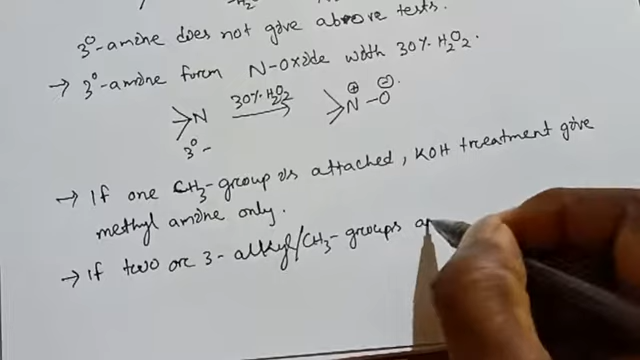 -H₂O
3°-amine does not give above tests.
→ 3°-amine form N-Oxide with 30% H₂O₂.
N 30% H₂O₂ N⊕ - O⊖.
3° -
→ If one CH₃-group is attached, KOH treatment give
methyl amine only.
→ If two or 3-alkyl/CH₃-groups a